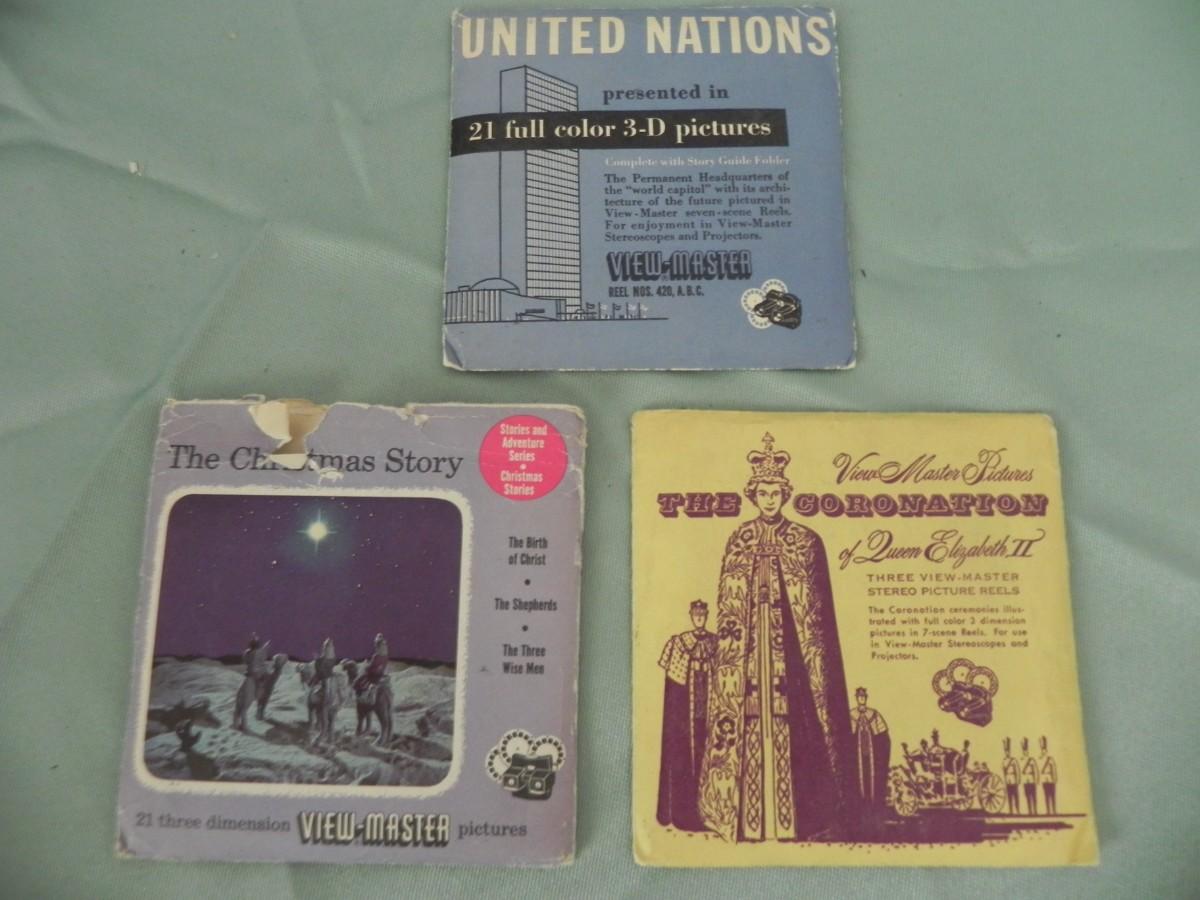 UNITED NATIONS
presented in
21 full color 3-D pictures
Complete with Story Guide Folder
The Permanent Headquarters of
the "world capitol" with its archi-
tecture of the future pictured in
View-Master seven-scene Reels.
For enjoyment in View-Master
Stereoscopes and Projectors.
VIEW-MASTER
REEL NOS. 420, A.B.C.
The Christmas Story
Stories and
Adventure
Series
•
Christmas
Stories
The Birth
of Christ
•
The Shepherds
•
The Three
Wise Men
21 three dimension VIEW-MASTER pictures
View-Master Pictures
THE CORONATION
of Queen Elizabeth II
THREE VIEW-MASTER
STEREO PICTURE REELS
The Coronation ceremonies illus-
trated with full color 3 dimension
pictures in 7-scene Reels. For use
in View-Master Stereoscopes and
Projectors.